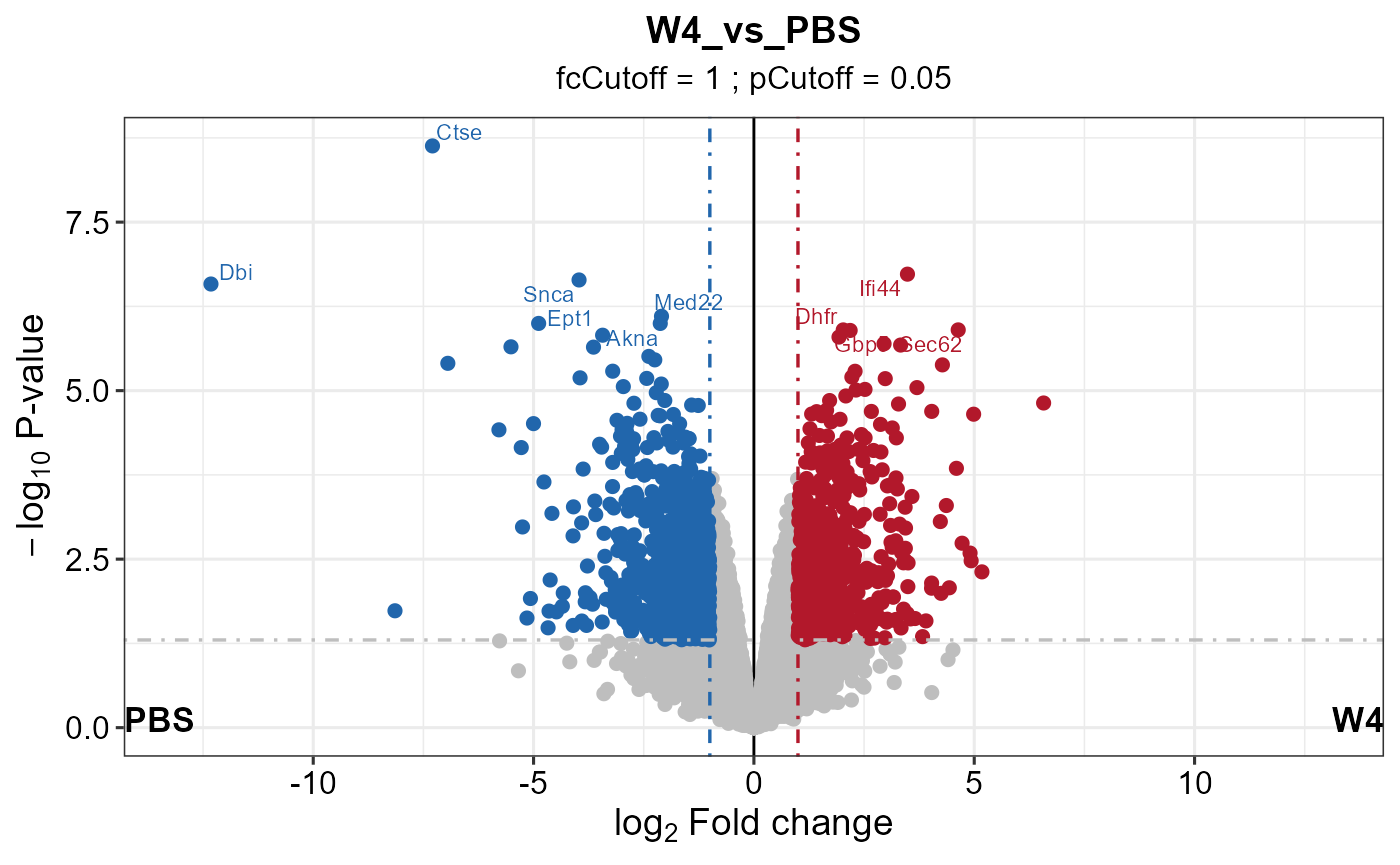 W4_vs_PBS
fcCutoff = 1 ; pCutoff = 0.05
Ctse
7.5
Dbi
Snca
Ifi44
Med22
Ept1
Dhfr
Akna
Sec62
5.0
2.5
0.0
PBS
W4
-10
-5
0
5
10
log2 Fold change
− log10 P-value